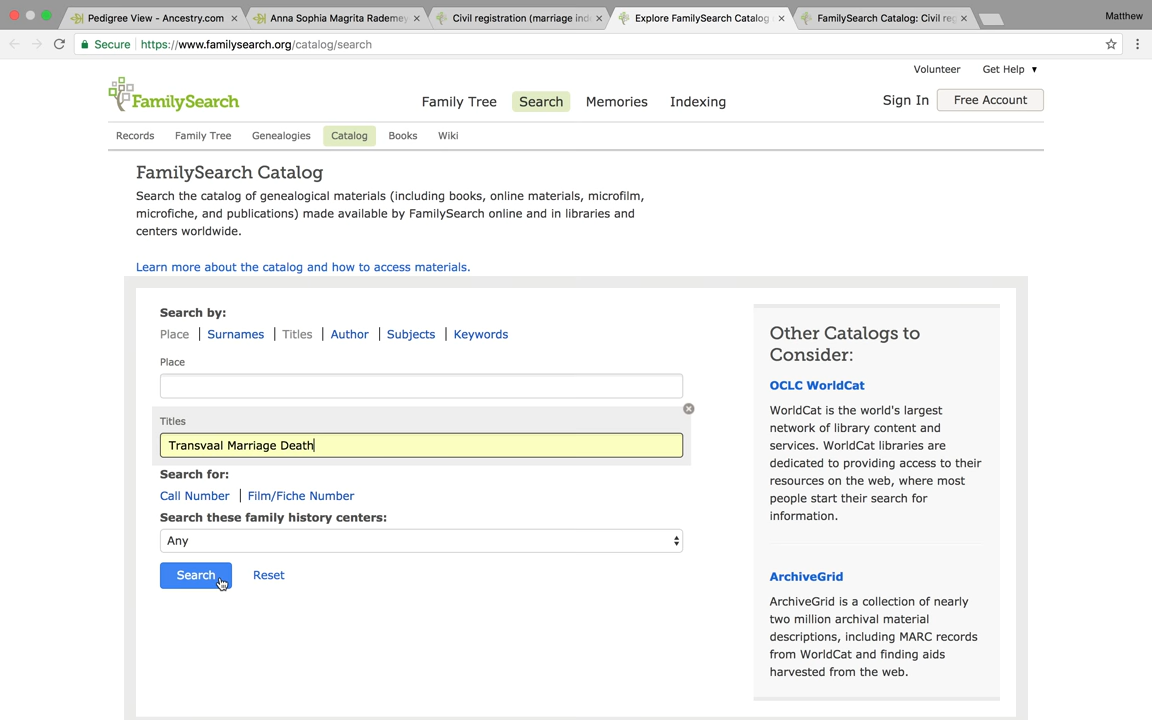 Pedigree View - Ancestry.com
Anna Sophia Magrita Rademey
Civil registration (marriage ind
Explore FamilySearch Catalog
FamilySearch Catalog: Civil re
Matthew
Secure
https://www.familysearch.org/catalog/search
Volunteer
Get Help ▼
FamilySearch
Family Tree
Search
Memories
Indexing
Sign In
Free Account
Records
Family Tree
Genealogies
Catalog
Books
Wiki
FamilySearch Catalog
Search the catalog of genealogical materials (including books, online materials, microfilm,
microfiche, and publications) made available by FamilySearch online and in libraries and
centers worldwide.
Learn more about the catalog and how to access materials.
Search by:
Place | Surnames | Titles | Author | Subjects | Keywords
Place
Titles
Transvaal Marriage Death
Search for:
Call Number | Film/Fiche Number
Search these family history centers:
Any
Search
Reset
Other Catalogs to
Consider:
OCLC WorldCat
WorldCat is the world's largest
network of library content and
services. WorldCat libraries are
dedicated to providing access to their
resources on the web, where most
people start their search for
information.
ArchiveGrid
ArchiveGrid is a collection of nearly
two million archival material
descriptions, including MARC records
from WorldCat and finding aids
harvested from the web.